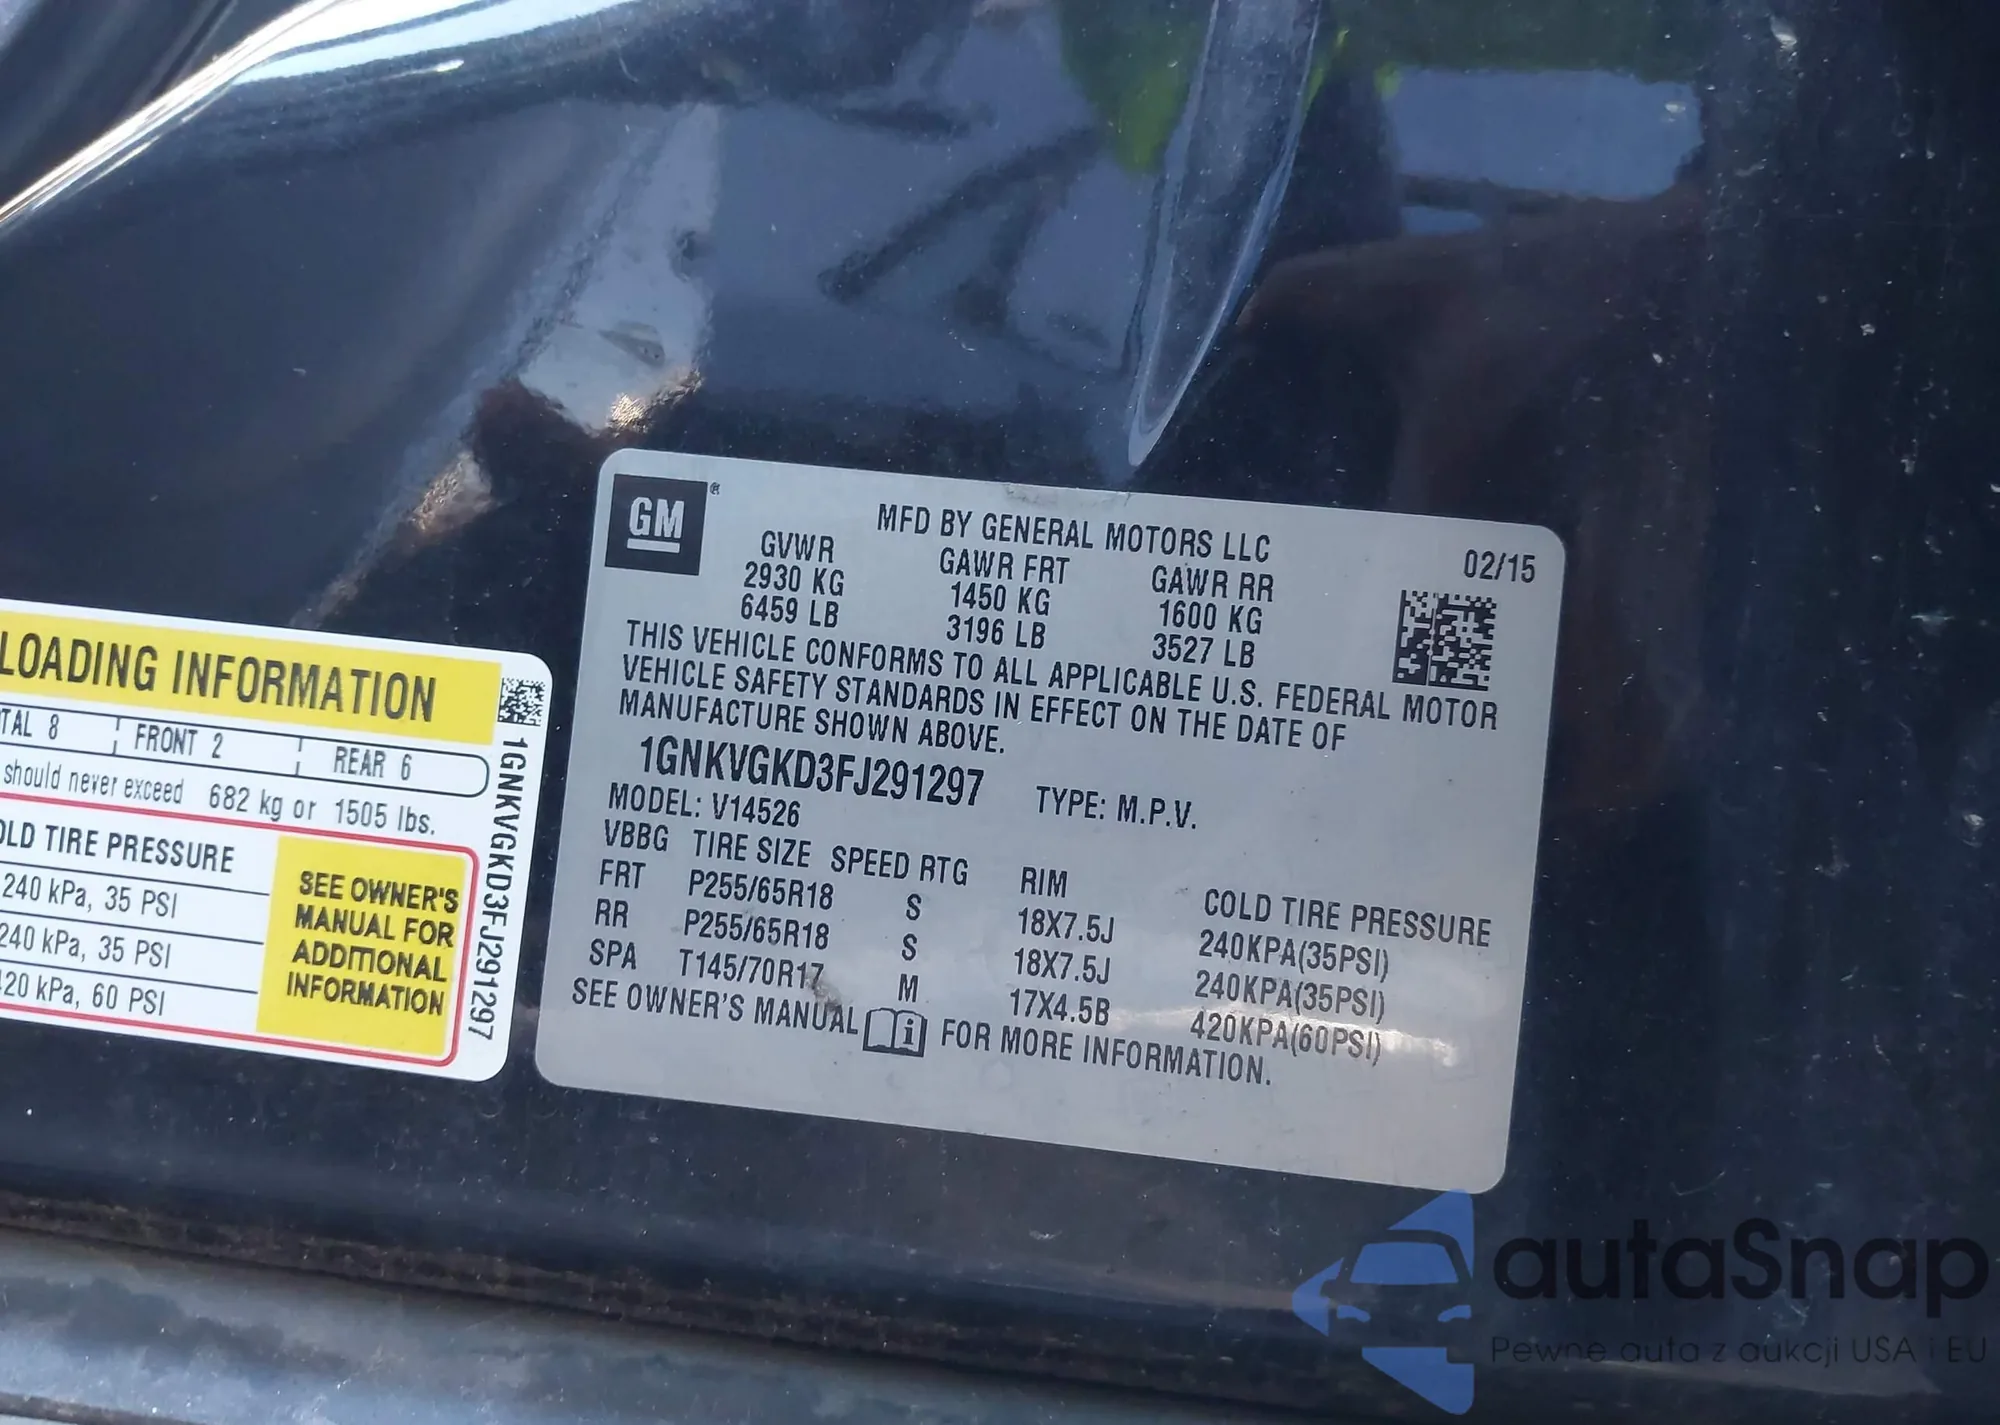 GM ®
MFD BY GENERAL MOTORS LLC
02/15
GVWR GAWR FRT GAWR RR
2930 KG 1450 KG 1600 KG
6459 LB 3196 LB 3527 LB
THIS VEHICLE CONFORMS TO ALL APPLICABLE U.S. FEDERAL MOTOR
VEHICLE SAFETY STANDARDS IN EFFECT ON THE DATE OF
MANUFACTURE SHOWN ABOVE.
1GNKVGKD3FJ291297 TYPE: M.P.V.
MODEL: V14526
VBBG TIRE SIZE SPEED RTG RIM COLD TIRE PRESSURE
FRT P255/65R18 S 18X7.5J 240KPA(35PSI)
RR P255/65R18 S 18X7.5J 240KPA(35PSI)
SPA T145/70R17 M 17X4.5B 420KPA(60PSI)
SEE OWNER'S MANUAL i FOR MORE INFORMATION.
LOADING INFORMATION
TAL 8 FRONT 2 REAR 6
should never exceed 682 kg or 1505 lbs.
OLD TIRE PRESSURE
240 kPa, 35 PSI
240 kPa, 35 PSI
420 kPa, 60 PSI
SEE OWNER'S
MANUAL FOR
ADDITIONAL
INFORMATION
1GNKVGKD3FJ291297
autaSnap
Pewne auta z aukcji USA i EU